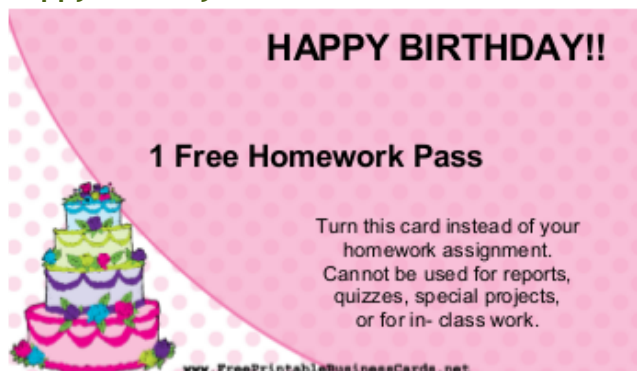 HAPPY BIRTHDAY!!
1 Free Homework Pass
Turn this card instead of your
homework assignment.
Cannot be used for reports,
quizzes, special projects,
or for in- class work.
www.FreePrintableBusinessCards.net